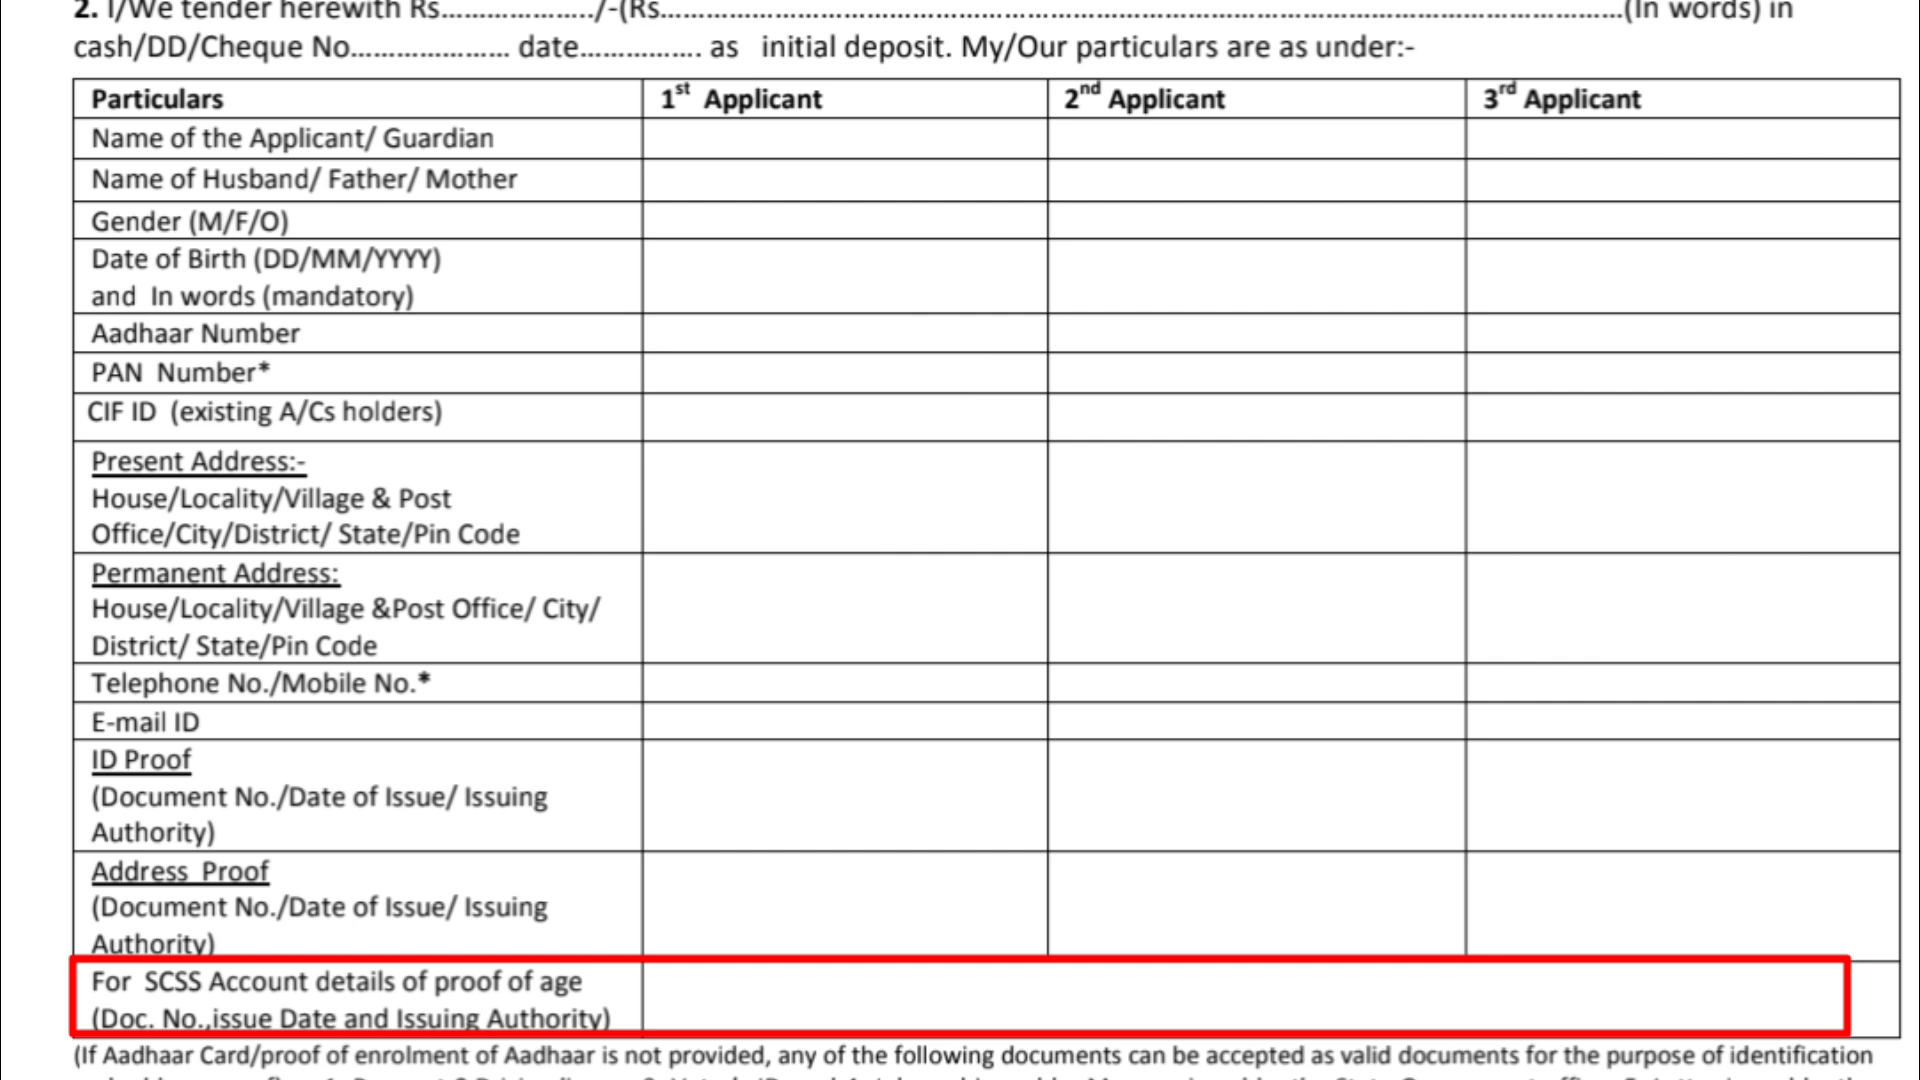 2. I/We tender herewith Rs………………../-(Rs……………………………………………………………………………………………………(In words) in
cash/DD/Cheque No………………… date……………. as initial deposit. My/Our particulars are as under:-
Particulars 1st Applicant 2nd Applicant 3rd Applicant
Name of the Applicant/ Guardian
Name of Husband/ Father/ Mother
Gender (M/F/O)
Date of Birth (DD/MM/YYYY)
and In words (mandatory)
Aadhaar Number
PAN Number*
CIF ID (existing A/Cs holders)
Present Address:-
House/Locality/Village & Post
Office/City/District/ State/Pin Code
Permanent Address:
House/Locality/Village &Post Office/ City/
District/ State/Pin Code
Telephone No./Mobile No.*
E-mail ID
ID Proof
(Document No./Date of Issue/ Issuing
Authority)
Address Proof
(Document No./Date of Issue/ Issuing
Authority)
For SCSS Account details of proof of age
(Doc. No.,issue Date and Issuing Authority)
(If Aadhaar Card/proof of enrolment of Aadhaar is not provided, any of the following documents can be accepted as valid documents for the purpose of identification